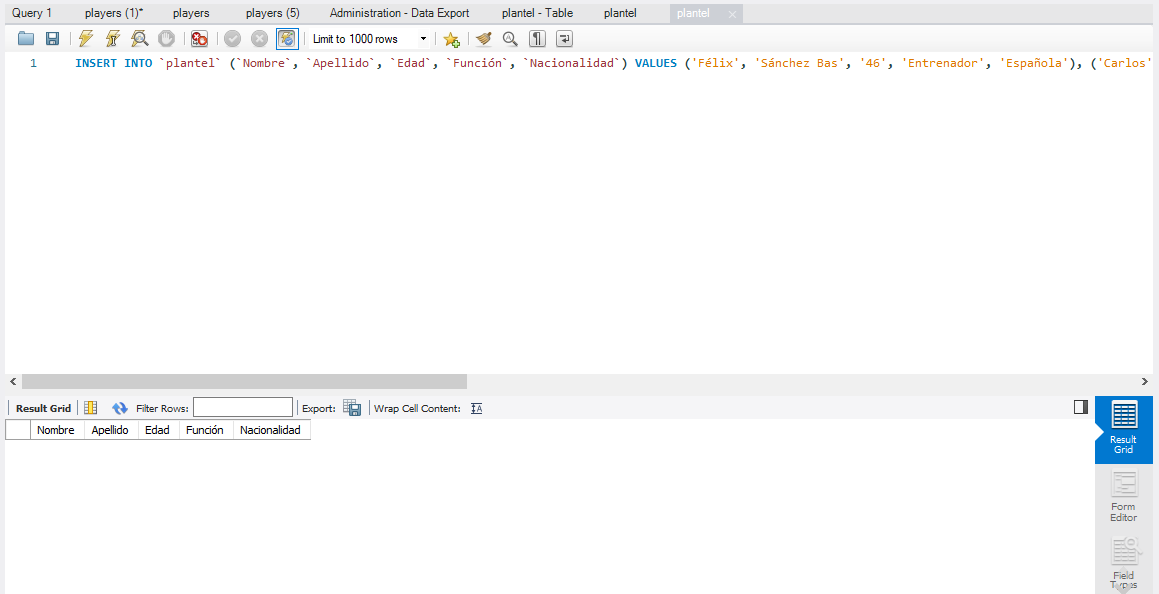 Query 1 players (1)* players players (5) Administration - Data Export plantel - Table plantel plantel
Limit to 1000 rows
1 INSERT INTO `plantel` (`Nombre`, `Apellido`, `Edad`, `Función`, `Nacionalidad`) VALUES ('Félix', 'Sánchez Bas', '46', 'Entrenador', 'Española'), ('Carlos'
Result Grid Filter Rows: Export: Wrap Cell Content:
Nombre Apellido Edad Función Nacionalidad
Result
Grid
Form
Editor
Field
Types